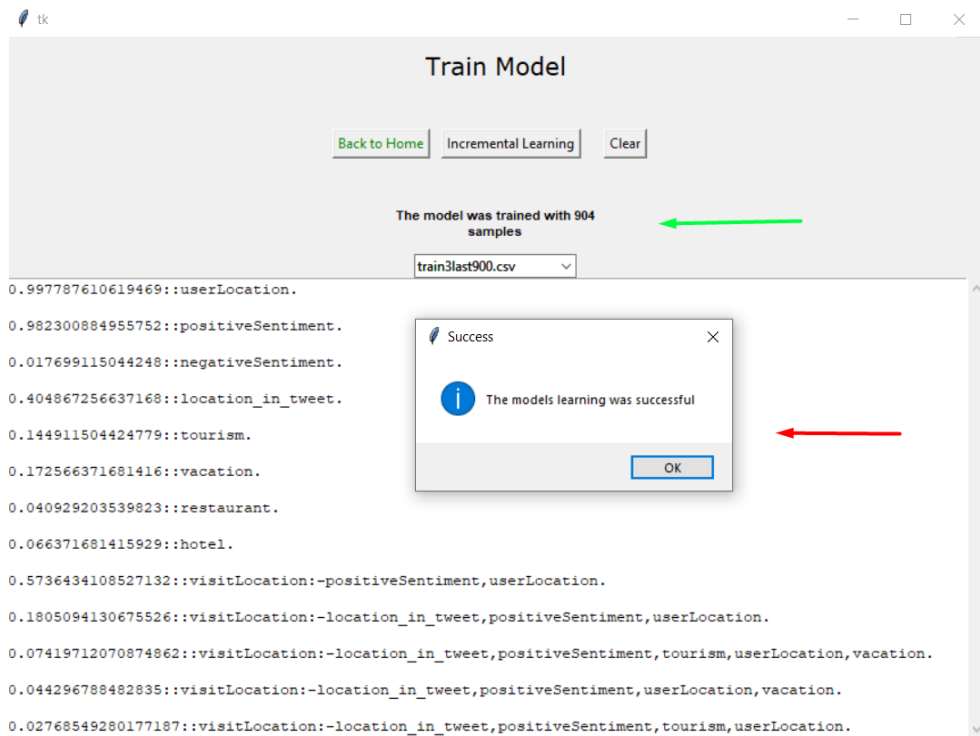 tk
Train Model
Back to Home Incremental Learning Clear
The model was trained with 904
samples
train3last900.csv
0.997787610619469::userLocation.
0.982300884955752::positiveSentiment.
0.017699115044248::negativeSentiment.
0.404867256637168::location_in_tweet.
0.144911504424779::tourism.
0.172566371681416::vacation.
0.040929203539823::restaurant.
0.066371681415929::hotel.
0.5736434108527132::visitLocation:-positiveSentiment,userLocation.
0.1805094130675526::visitLocation:-location_in_tweet,positiveSentiment,userLocation.
0.07419712070874862::visitLocation:-location_in_tweet,positiveSentiment,tourism,userLocation,vacation.
0.044296788482835::visitLocation:-location_in_tweet,positiveSentiment,userLocation,vacation.
0.02768549280177187::visitLocation:-location_in_tweet,positiveSentiment,tourism,userLocation.
Success
The models learning was successful
OK